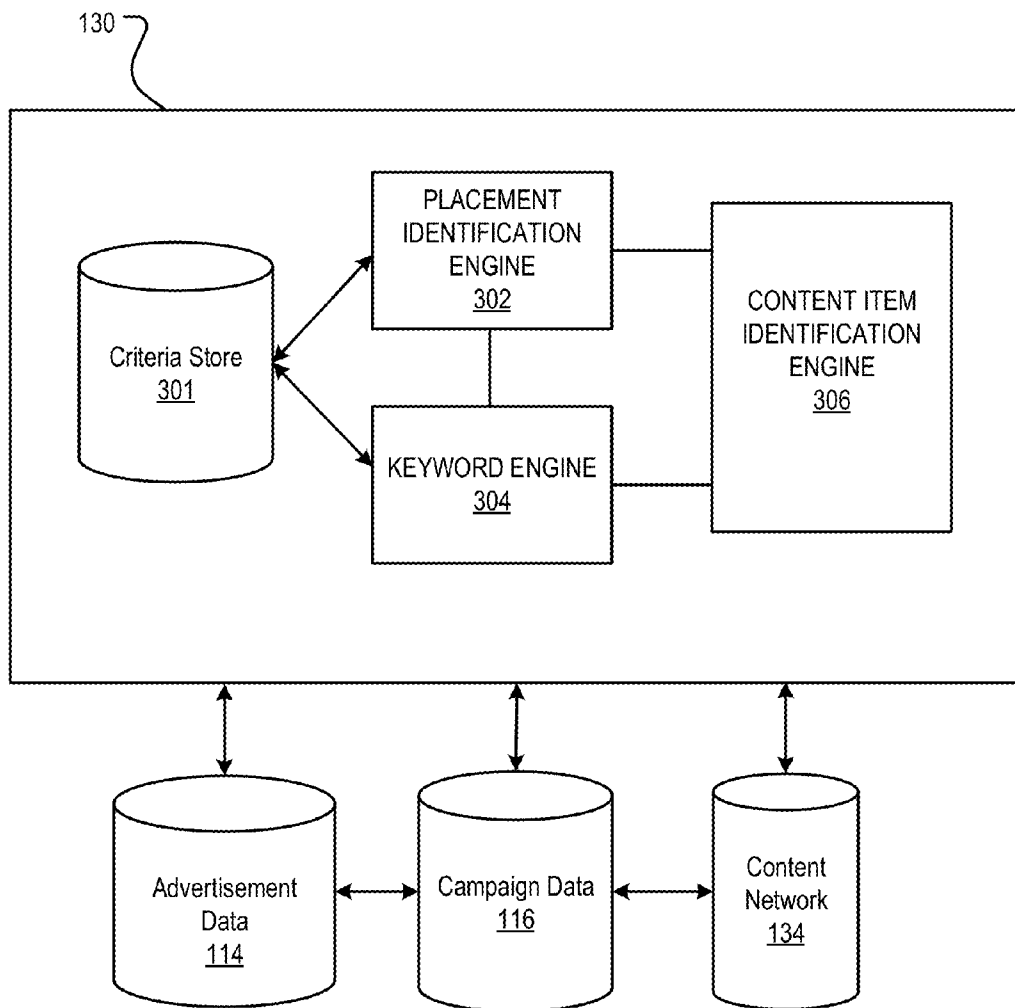 130
PLACEMENT
IDENTIFICATION
ENGINE
302
CONTENT ITEM
IDENTIFICATION
ENGINE
306
Criteria Store
301
KEYWORD ENGINE
304
Advertisement
Data
114
Campaign Data
116
Content
Network
134